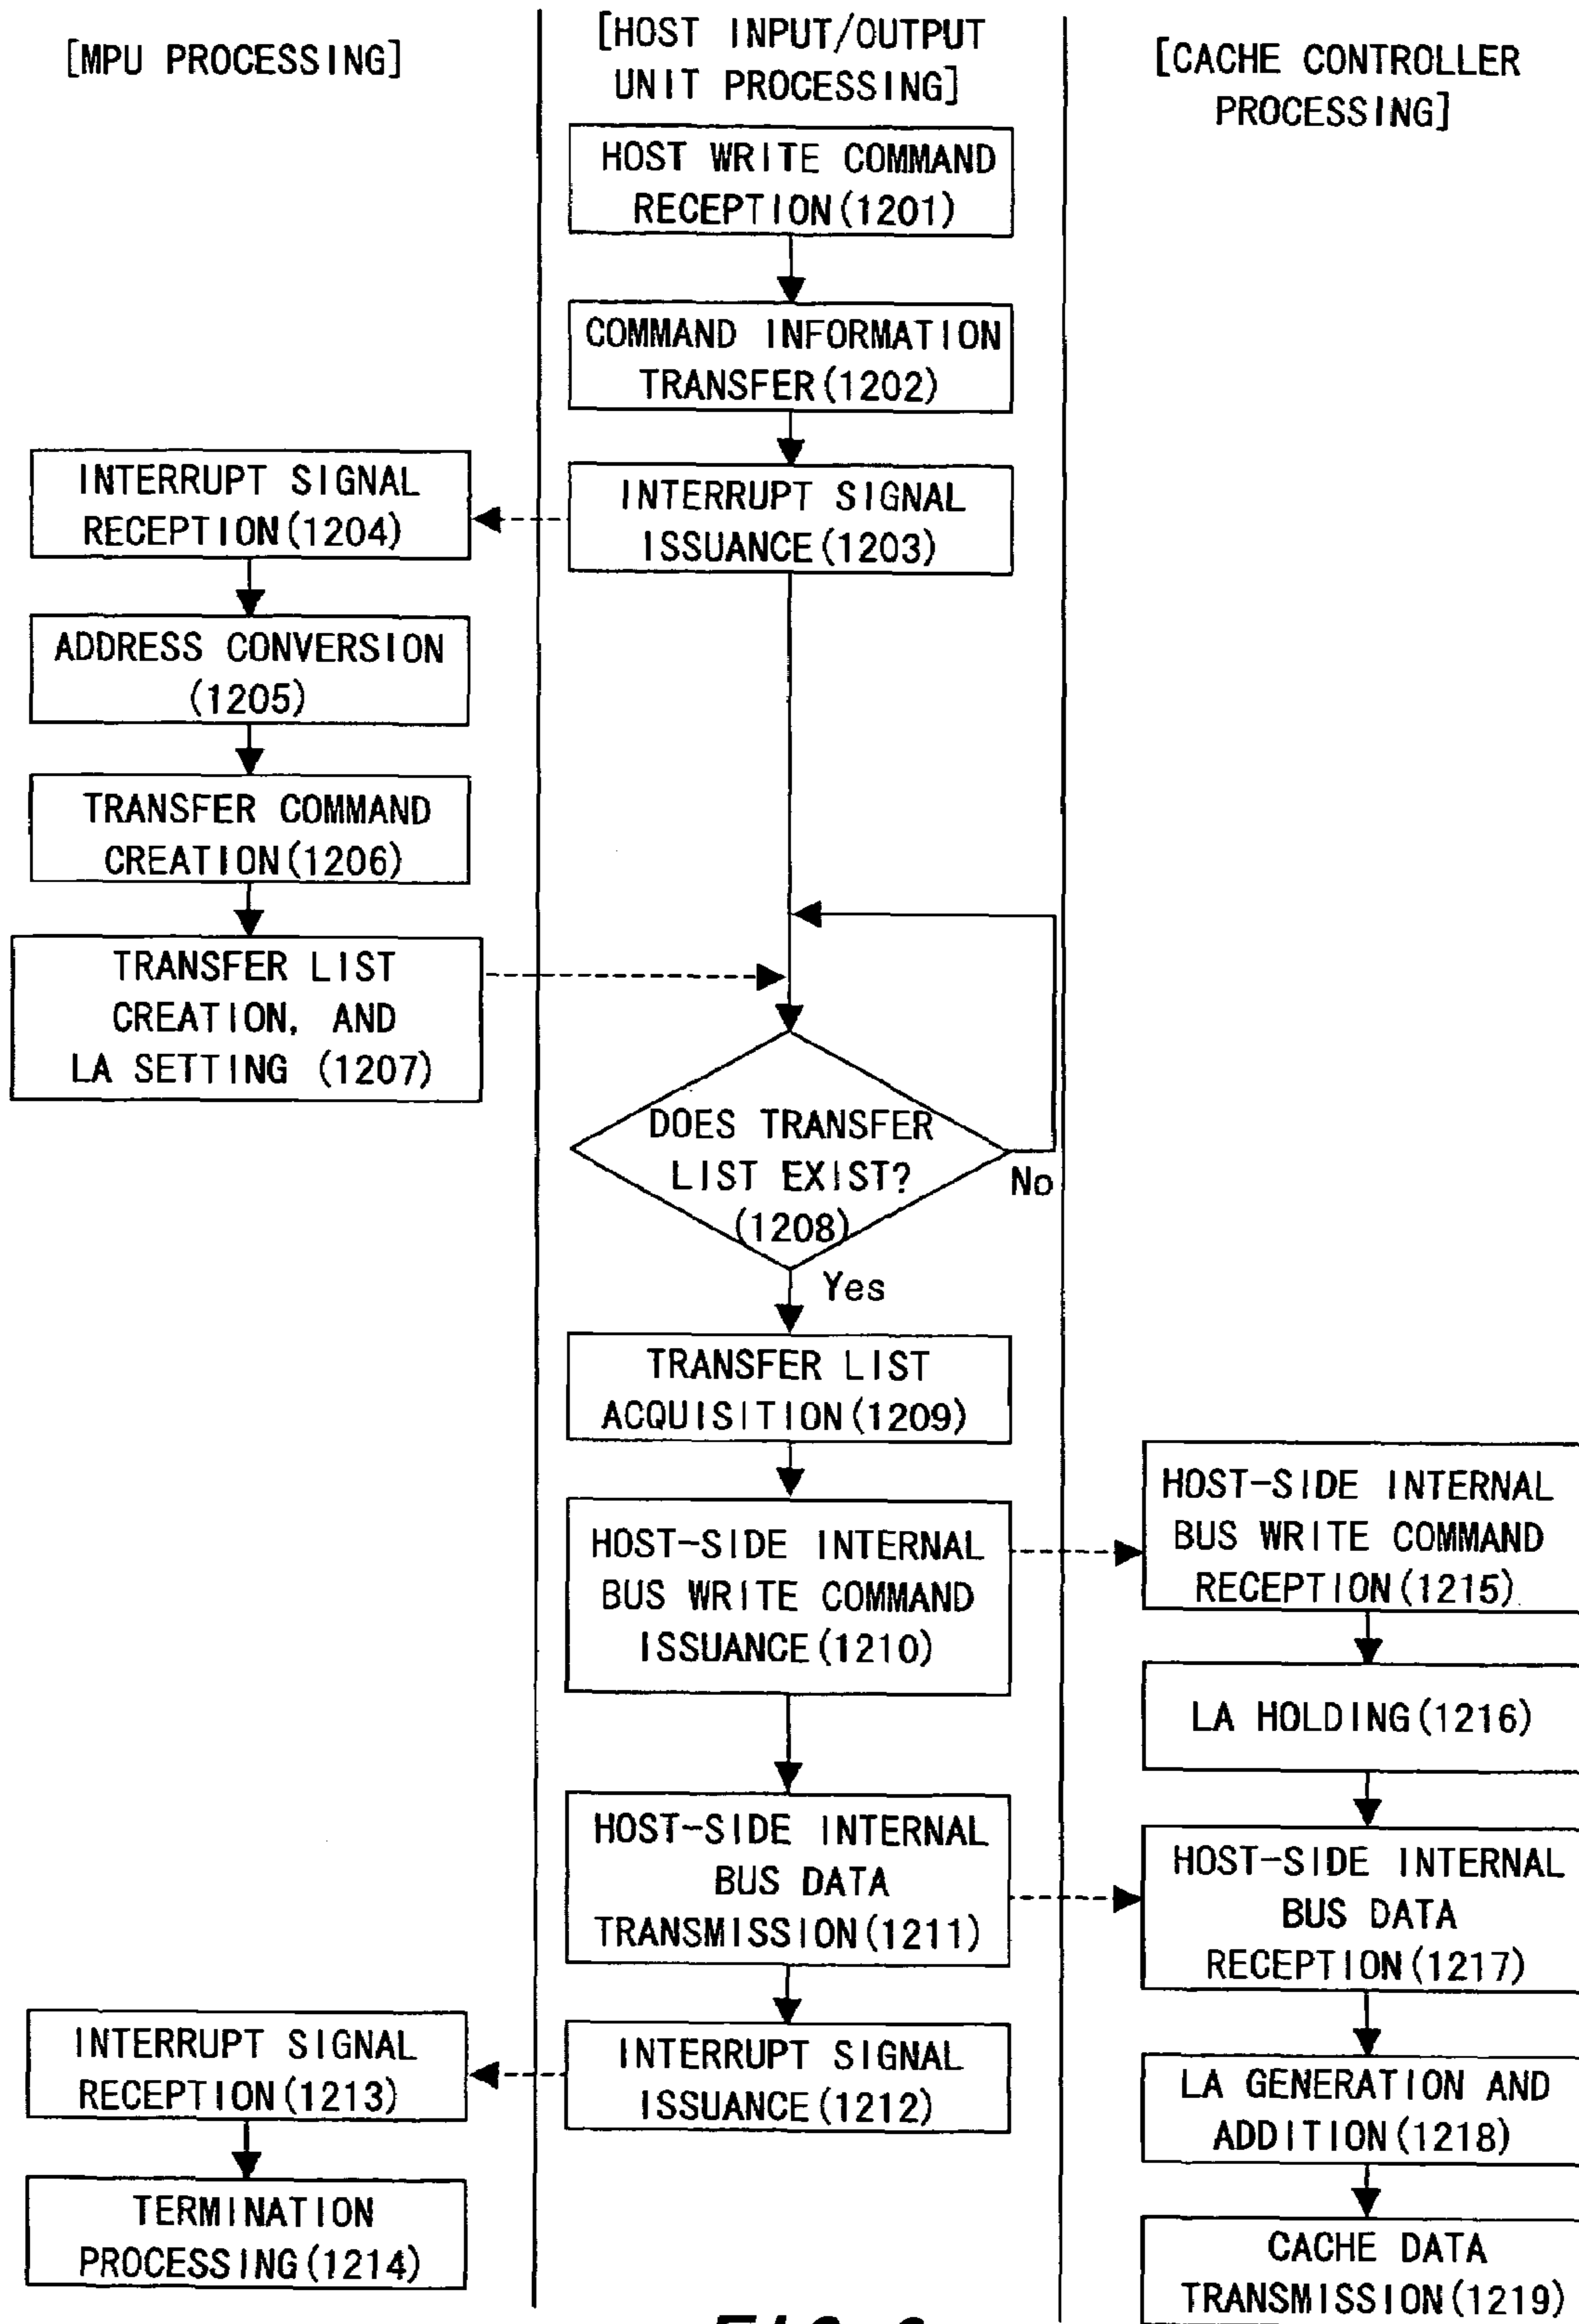 [MPU PROCESSING]
[HOST INPUT/OUTPUT
UNIT PROCESSING]
[CACHE CONTROLLER
PROCESSING]
HOST WRITE COMMAND
RECEPTION(1201)
COMMAND INFORMATION
TRANSFER(1202)
INTERRUPT SIGNAL
ISSUANCE(1203)
INTERRUPT SIGNAL
RECEPTION(1204)
ADDRESS CONVERSION
(1205)
TRANSFER COMMAND
CREATION(1206)
TRANSFER LIST
CREATION, AND
LA SETTING (1207)
DOES TRANSFER
LIST EXIST?
(1208)
No
Yes
TRANSFER LIST
ACQUISITION(1209)
HOST-SIDE INTERNAL
BUS WRITE COMMAND
ISSUANCE(1210)
HOST-SIDE INTERNAL
BUS WRITE COMMAND
RECEPTION(1215)
LA HOLDING(1216)
HOST-SIDE INTERNAL
BUS DATA
TRANSMISSION(1211)
HOST-SIDE INTERNAL
BUS DATA
RECEPTION(1217)
INTERRUPT SIGNAL
ISSUANCE(1212)
INTERRUPT SIGNAL
RECEPTION(1213)
TERMINATION
PROCESSING(1214)
LA GENERATION AND
ADDITION(1218)
CACHE DATA
TRANSMISSION(1219)